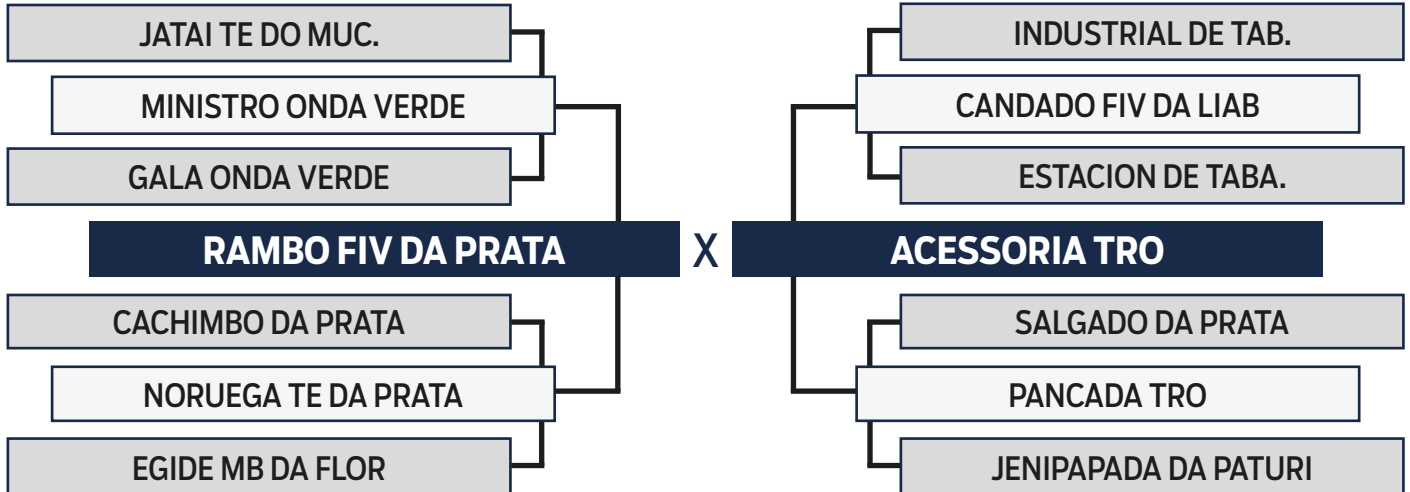 JATAI TE DO MUC.
MINISTRO ONDA VERDE
GALA ONDA VERDE
RAMBO FIV DA PRATA
CACHIMBO DA PRATA
NORUEGA TE DA PRATA
EGIDE MB DA FLOR
X
INDUSTRIAL DE TAB.
CANDADO FIV DA LIAB
ESTACION DE TABA.
ACESSORIA TRO
SALGADO DA PRATA
PANCADA TRO
JENIPAPADA DA PATURI